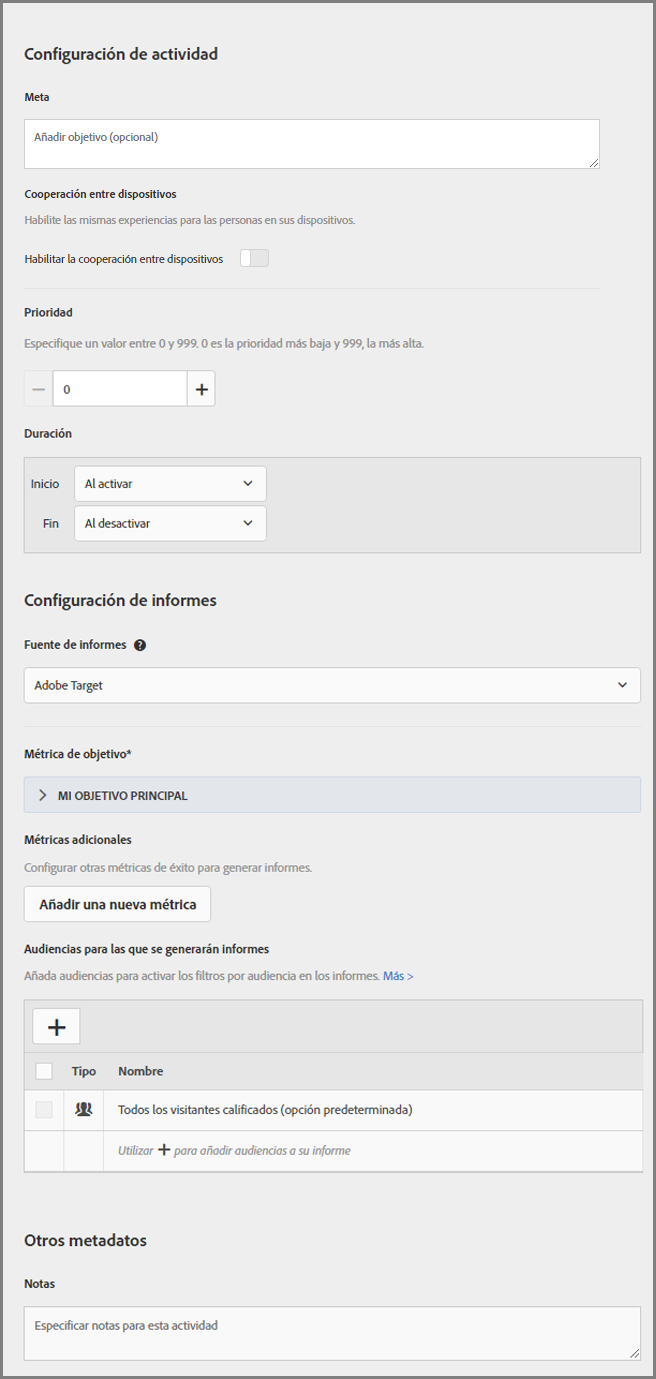 Configuración de actividad
Meta
Añadir objetivo (opcional)
Cooperación entre dispositivos
Habilite las mismas experiencias para las personas en sus dispositivos.
Habilitar la cooperación entre dispositivos
Prioridad
Especifique un valor entre 0 y 999. 0 es la prioridad más baja y 999, la más alta.
0
Duración
Inicio Al activar
Fin Al desactivar
Configuración de informes
Fuente de informes ?
Adobe Target
Métrica de objetivo*
MI OBJETIVO PRINCIPAL
Métricas adicionales
Configurar otras métricas de éxito para generar informes.
Añadir una nueva métrica
Audiencias para las que se generarán informes
Añada audiencias para activar los filtros por audiencia en los informes. Más >
Tipo Nombre
Todos los visitantes calificados (opción predeterminada)
Utilizar + para añadir audiencias a su informe
Otros metadatos
Notas
Especificar notas para esta actividad